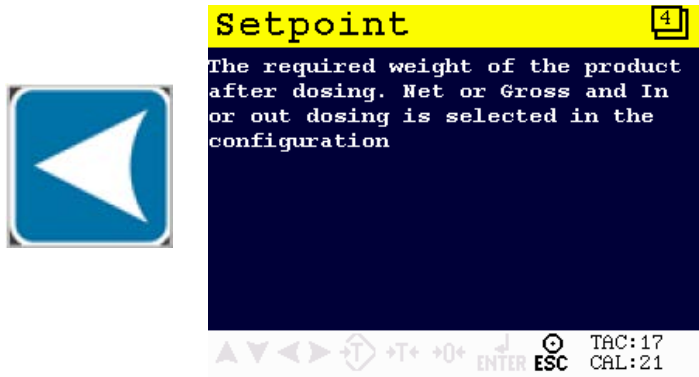 Setpoint 4
The required weight of the product
after dosing. Net or Gross and In
or out dosing is selected in the
configuration
T +T+ +0+ ENTER ESC TAC:17
CAL:21